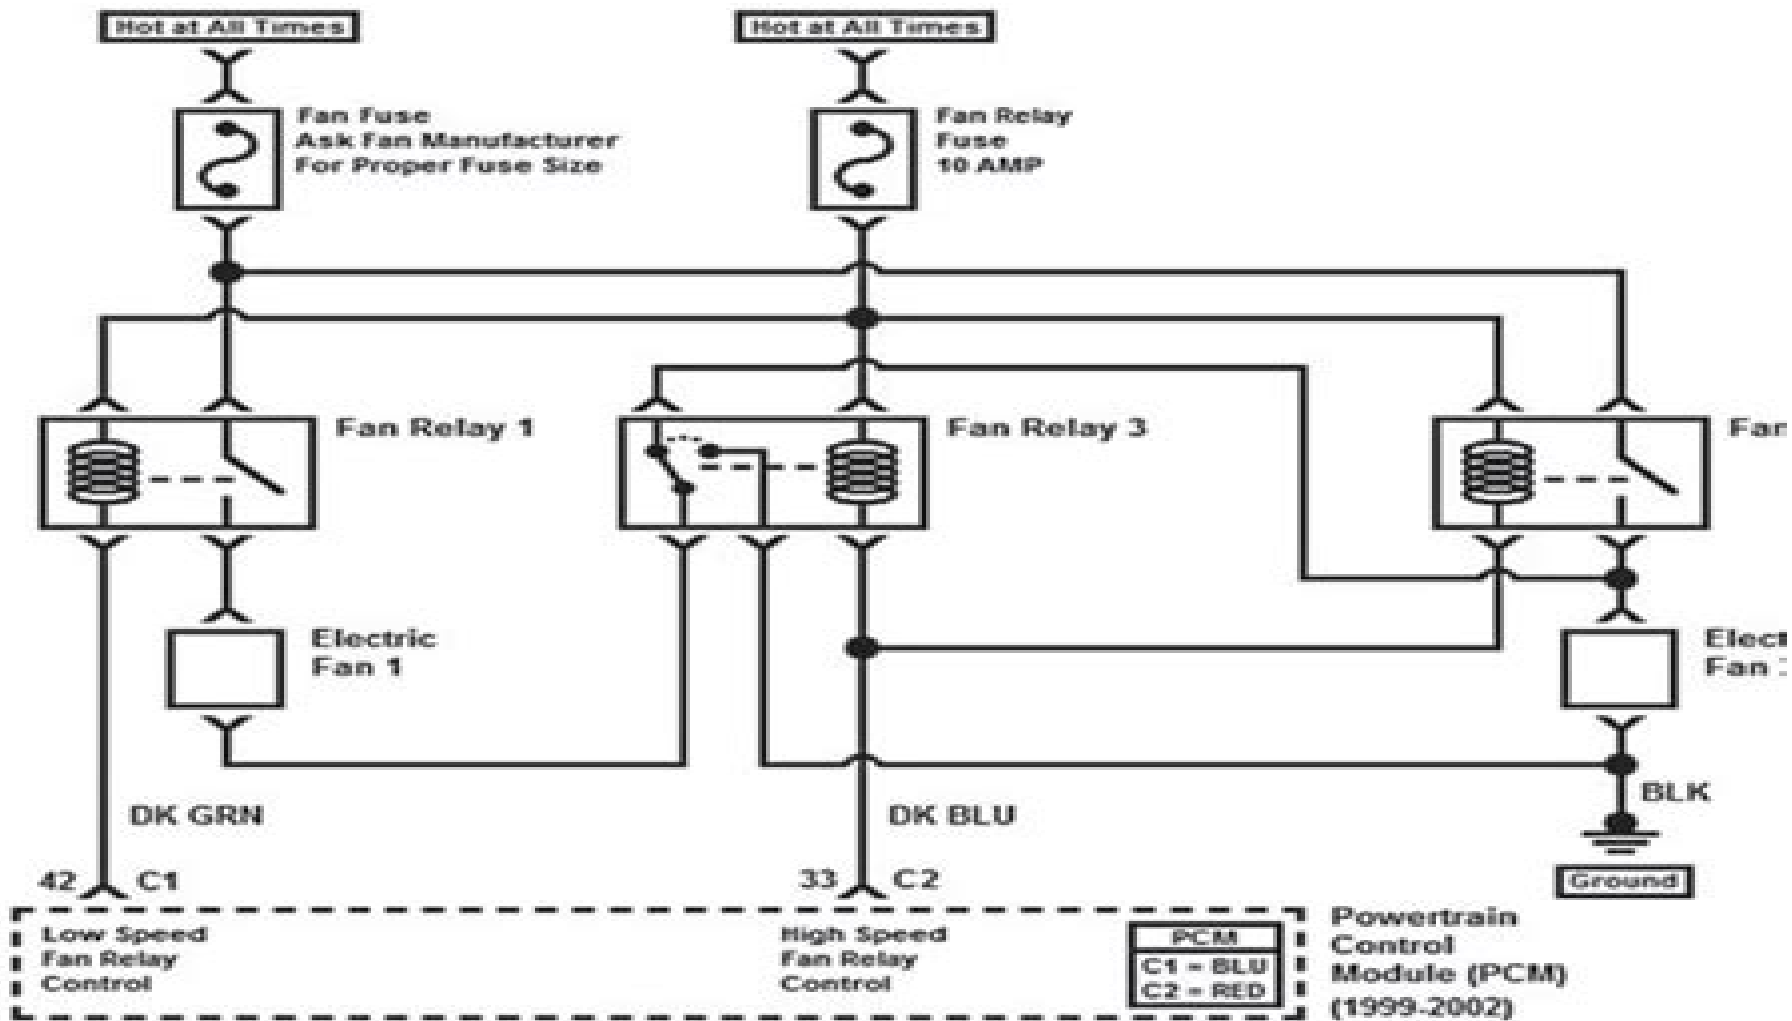 Hot at All Times
Hot at All Times
Fan Fuse
Ask Fan Manufacturer
For Proper Fuse Size
Fan Relay
Fuse
10 AMP
Fan Relay 1
Fan Relay 3
Fan
Electric
Fan 1
Elect
Fan
DK GRN
DK BLU
BLK
42 C1
33 C2
Ground
Low Speed
Fan Relay
Control
High Speed
Fan Relay
Control
PCM
C1 = BLU
C2 = RED
Powertrain
Control
Module (PCM)
(1999-2002)